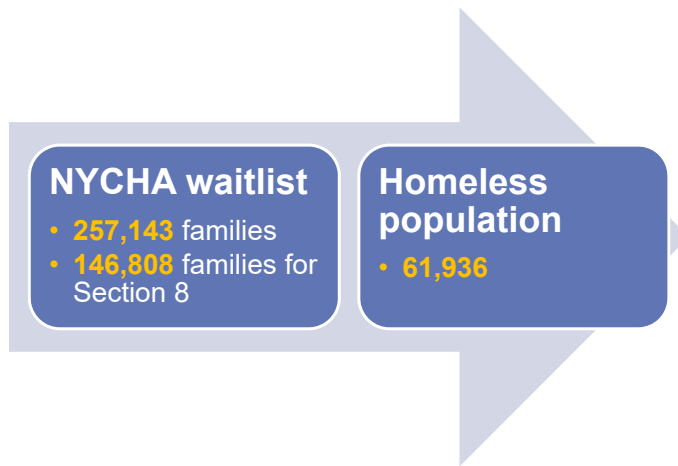 NYCHA waitlist
• 257,143 families
• 146,808 families for
Section 8
Homeless
population
• 61,936